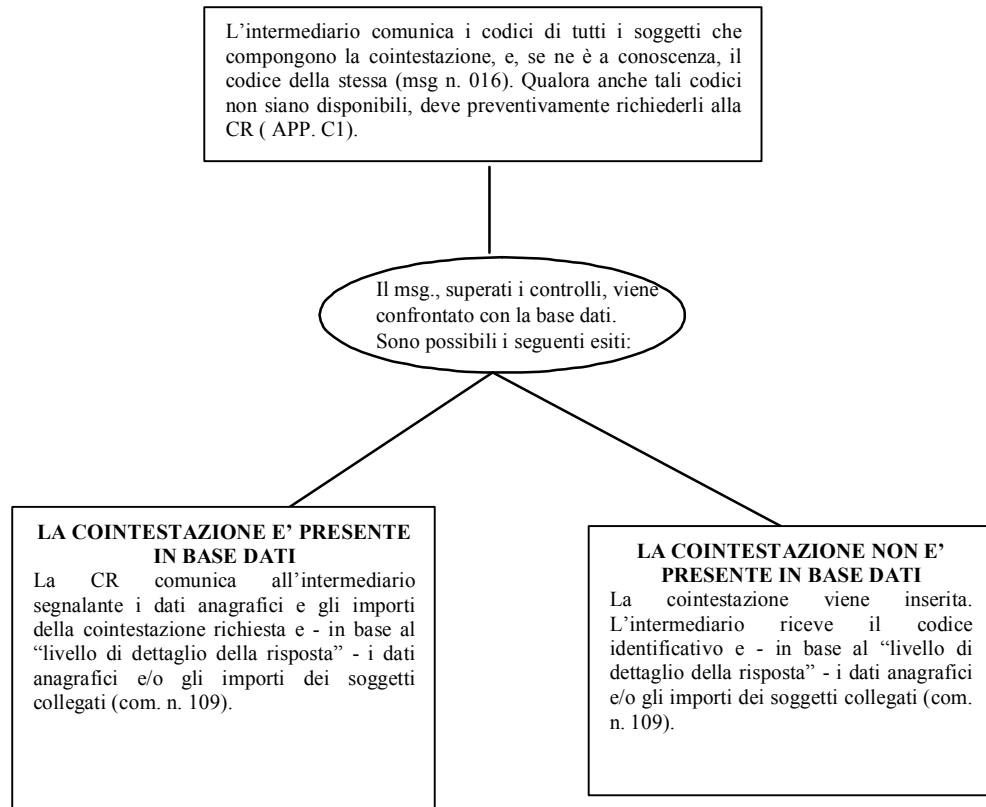 L’intermediario comunica i codici di tutti i soggetti che
compongono la cointestazione, e, se ne è a conoscenza, il
codice della stessa (msg n. 016). Qualora anche tali codici
non siano disponibili, deve preventivamente richiederli alla
CR ( APP. C1).
Il msg., superati i controlli, viene
confrontato con la base dati.
Sono possibili i seguenti esiti:
LA COINTESTAZIONE E’ PRESENTE
IN BASE DATI
La CR comunica all’intermediario
segnalante i dati anagrafici e gli importi
della cointestazione richiesta e - in base al
“livello di dettaglio della risposta” - i dati
anagrafici e/o gli importi dei soggetti
collegati (com. n. 109).
LA COINTESTAZIONE NON E’
PRESENTE IN BASE DATI
La cointestazione viene inserita.
L’intermediario riceve il codice
identificativo e - in base al “livello di
dettaglio della risposta” - i dati anagrafici
e/o gli importi dei soggetti collegati (com.
n. 109).